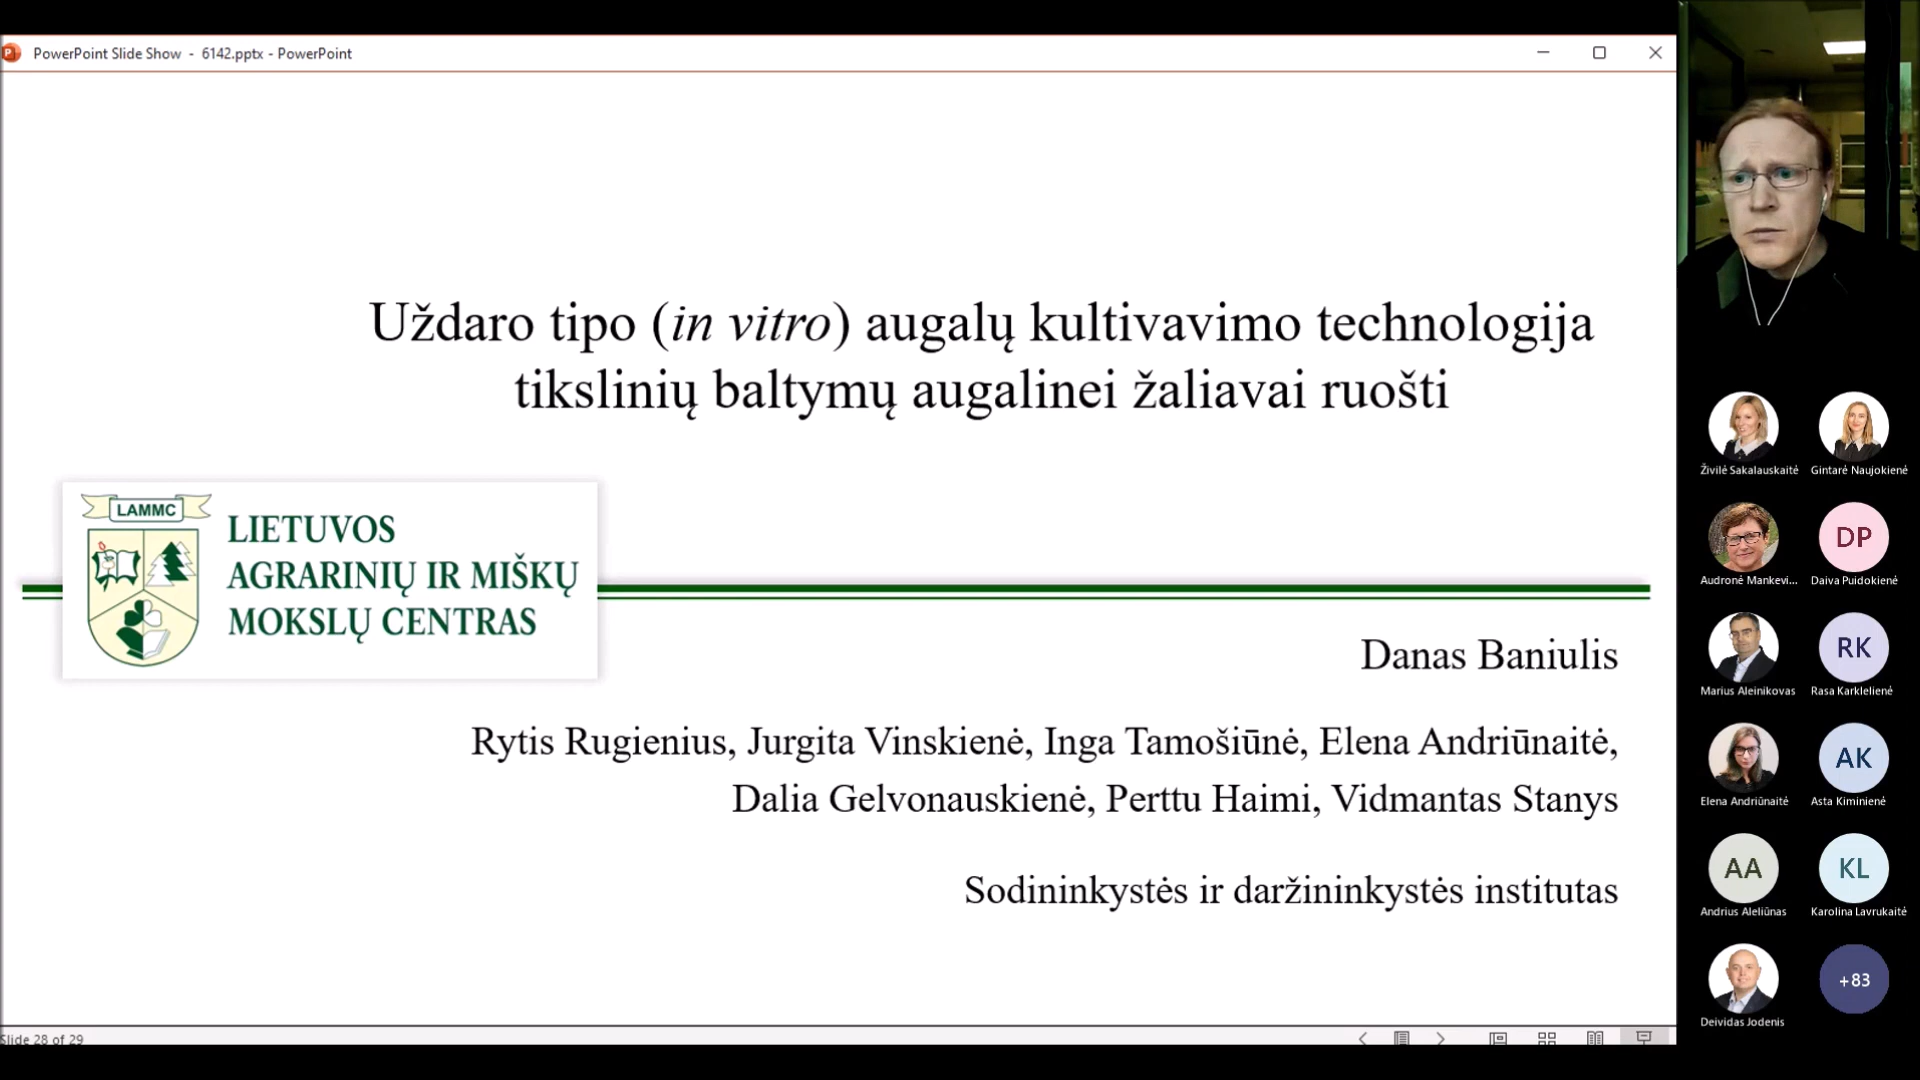 PowerPoint Slide Show - 6142.pptx - PowerPoint
Uždaro tipo (in vitro) augalų kultivavimo technologija
tikslinių baltymų augalinei žaliavai ruošti
LAMMC
LIETUVOS
AGRARINIŲ IR MIŠKŲ
MOKSLŲ CENTRAS
Danas Baniulis
Rytis Rugienius, Jurgita Vinskienė, Inga Tamošiūnė, Elena Andriūnaitė,
Dalia Gelvonauskienė, Perttu Haimi, Vidmantas Stanys
Sodininkystės ir daržininkystės institutas
Slide 28 of 29
Živilė Sakalauskaitė
Gintarė Naujokienė
Audronė Mankevi...
DP
Daiva Puidokienė
Marius Aleinikovas
RK
Rasa Karklelienė
Elena Andriūnaitė
AK
Asta Kiminienė
AA
Andrius Aleliūnas
KL
Karolina Lavrukaitė
Deividas Jodenis
+83